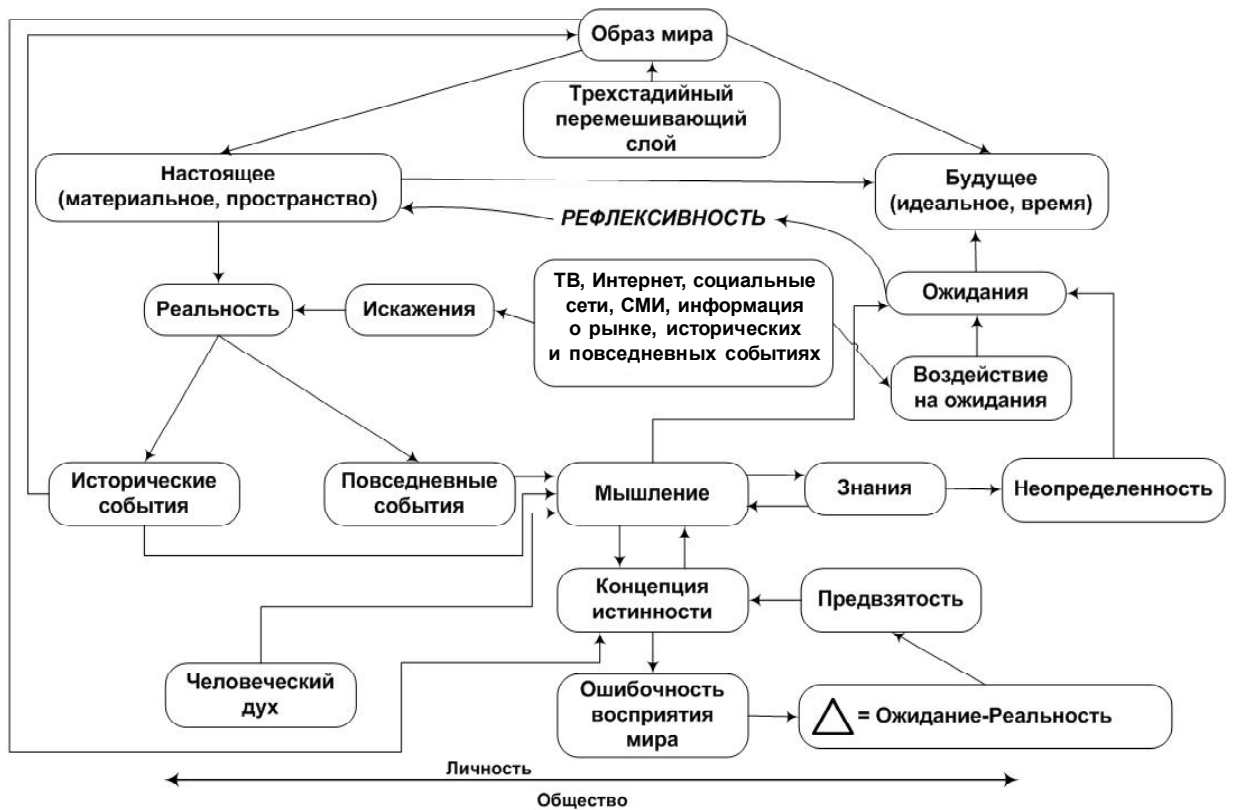 Образ мира
Трехстадийный
перемешивающий
слой
Настоящее
(материальное, пространство)
Будущее
(идеальное, время)
РЕФЛЕКСИВНОСТЬ
Реальность
Искажения
ТВ, Интернет, социальные
сети, СМИ, информация
о рынке, исторических
и повседневных событиях
Ожидания
Воздействие
на ожидания
Исторические
события
Повседневные
события
Мышление
Знания
Неопределенность
Концепция
истинности
Предвзятость
Человеческий
дух
Ошибочность
восприятия
мира
= Ожидание-Реальность
Личность
Общество